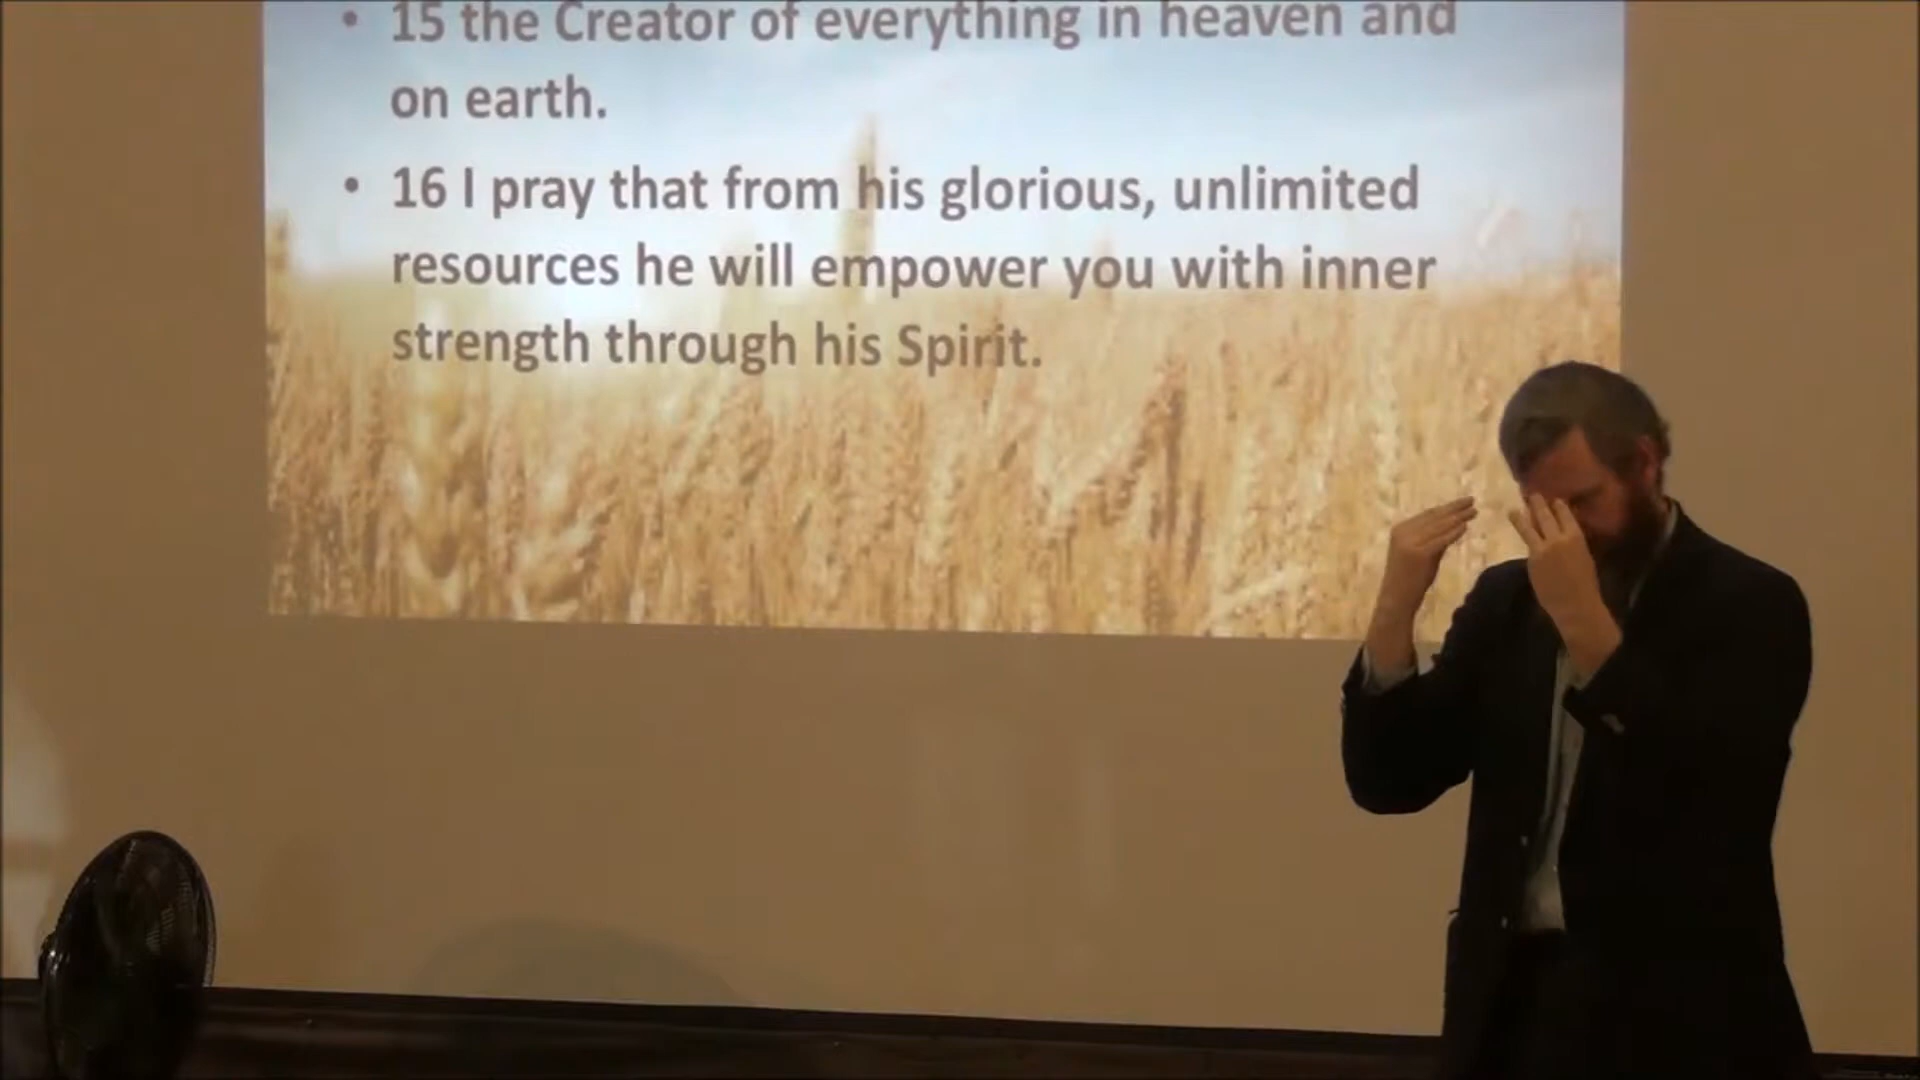 • 15 the Creator of everything in heaven and
on earth.
• 16 I pray that from his glorious, unlimited
resources he will empower you with inner
strength through his Spirit.